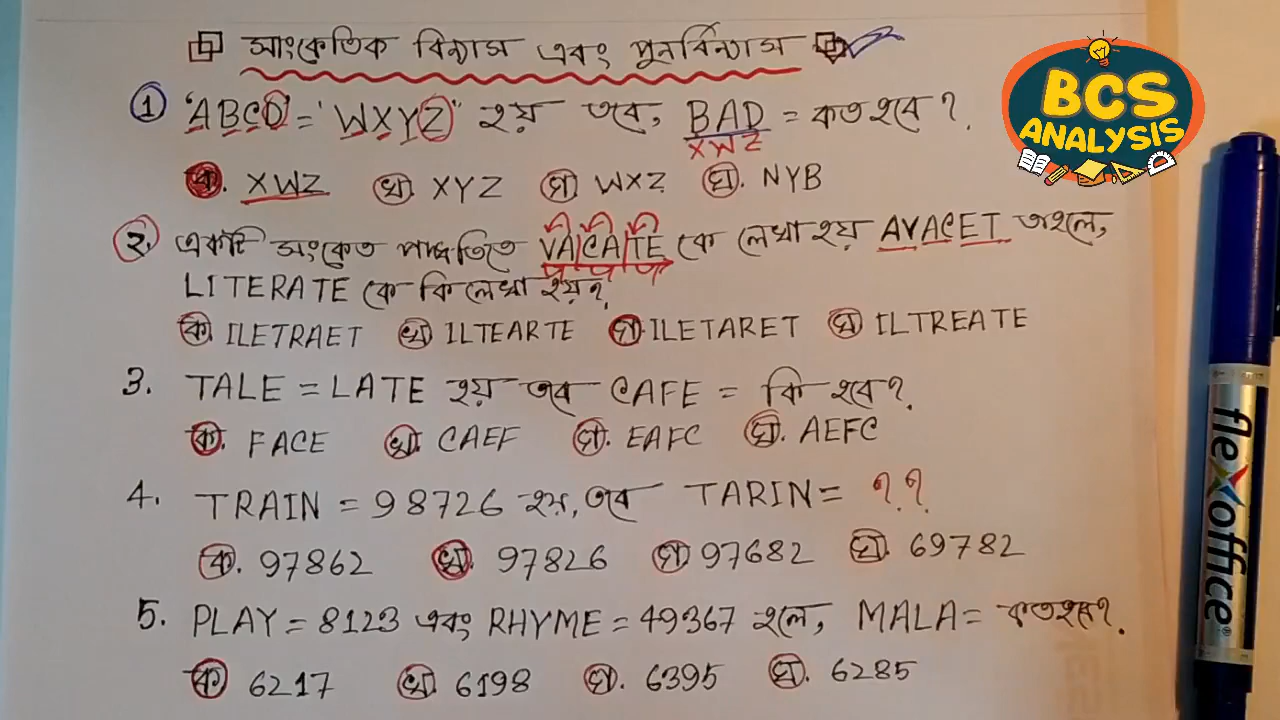 সাংকেতিক বিন্যাস এবং পুনর্বিন্যাস
BCS
ANALYSIS
১ 'ABCD' = 'WXYZ" হয় তবে, BAD = কত হবে?
XWZ
ক. XWZ খ. XYZ গ. WXZ ঘ. NYB
২. একটি সংকেত পদ্ধতিতে VACATE কে লেখা হয় AVACET তাহলে,
LITERATE কে কি লেখা হয়?
ক ILETRAET খ ILTEARTE গ ILETARET ঘ ILTREATE
3. TALE = LATE হয় তবে CAFE = কি হবে?
ক. FACE খ. CAEF গ. EAFC ঘ. AEFC
4. TRAIN = 98726 হয়, তবে TARIN = ??
ক. 97862 খ. 97826 গ. 97682 ঘ. 69782
5. PLAY = 8123 এবং RHYME = 49367 হলে, MALA = কত হবে?
ক 6217 খ. 6198 গ. 6395 ঘ. 6285
flexoffice